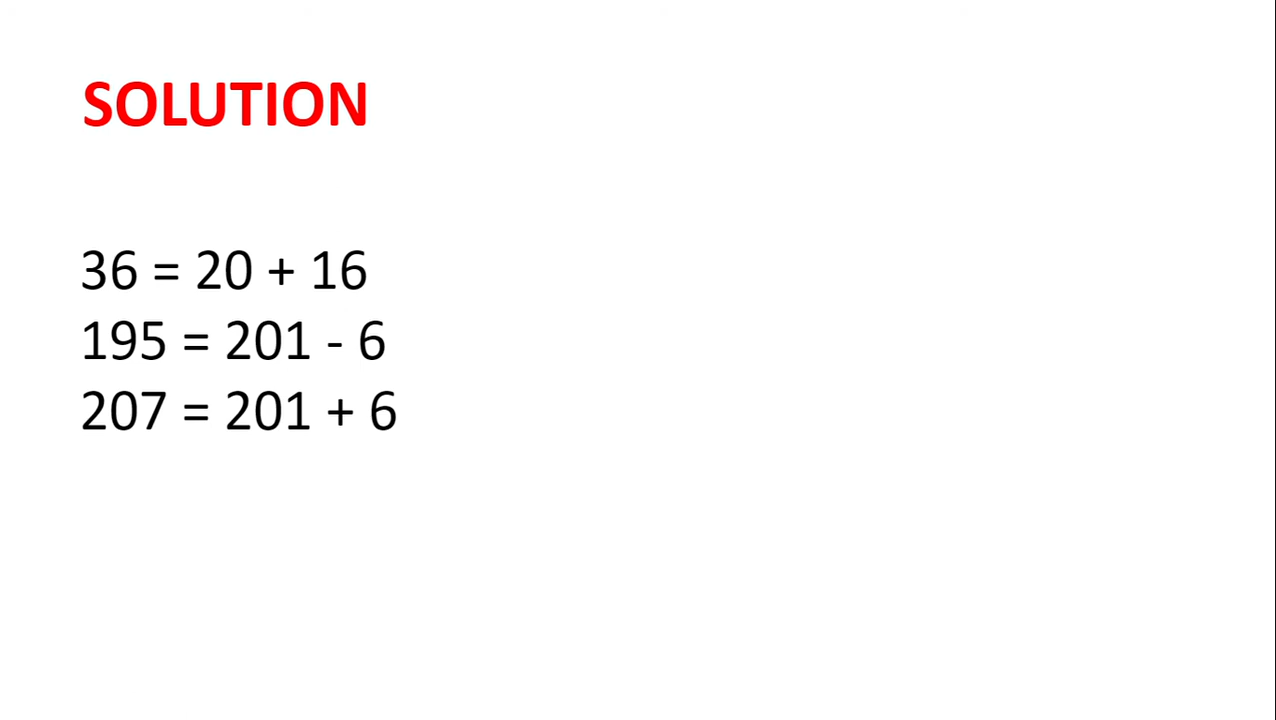 SOLUTION
36 = 20 + 16
195 = 201 - 6
207 = 201 + 6